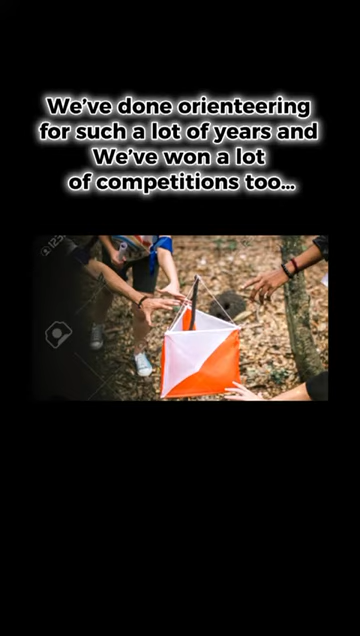 We’ve done orienteering
for such a lot of years and
We’ve won a lot
of competitions too...